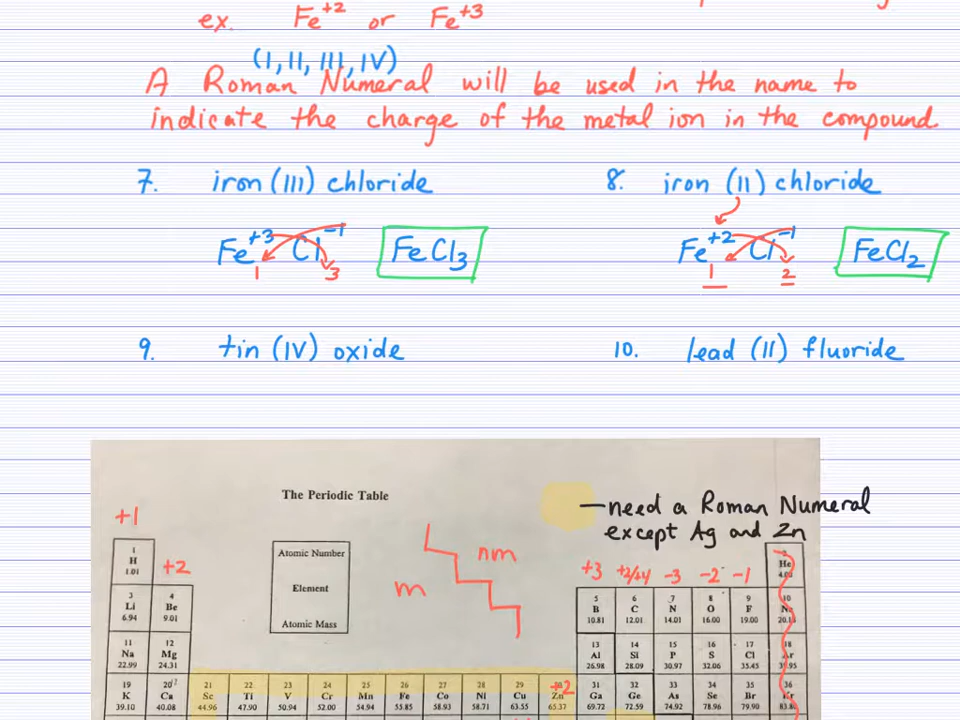 ex. Fe+2 or Fe+3
(I, II, III, IV)
A Roman Numeral will be used in the name to
indicate the charge of the metal ion in the compound.
7. iron (III) chloride
8. iron (II) chloride
Fe+3 Cl-1 FeCl3
1 3
Fe+2 Cl-1 FeCl2
1 2
9. tin (IV) oxide
10. lead (II) fluoride
The Periodic Table
— need a Roman Numeral
except Ag and Zn
+1
+2
m nm
+3 +2/+4 -3 -2 -1
Atomic Number
Element
Atomic Mass
1 H 1.01
He 4.00
3 Li 6.94
4 Be 9.01
5 B 10.81
6 C 12.01
7 N 14.01
8 O 16.00
9 F 19.00
10
11 Na 22.99
12 Mg 24.31
13 Al 26.98
14 Si 28.09
15 P 30.97
16 S 32.06
17 Cl 35.45
18
19 K 39.10
20 Ca 40.08
21 Sc 44.96
22 Ti 47.90
23 V 50.94
24 Cr 52.00
25 Mn 54.94
26 Fe 55.85
27 Co 58.93
28 Ni 58.71
29 Cu 63.55
+2 Zn 65.37
31 Ga 69.72
32 Ge 72.59
33 As 74.92
34 Se 78.96
35 Br 79.90
36 Kr